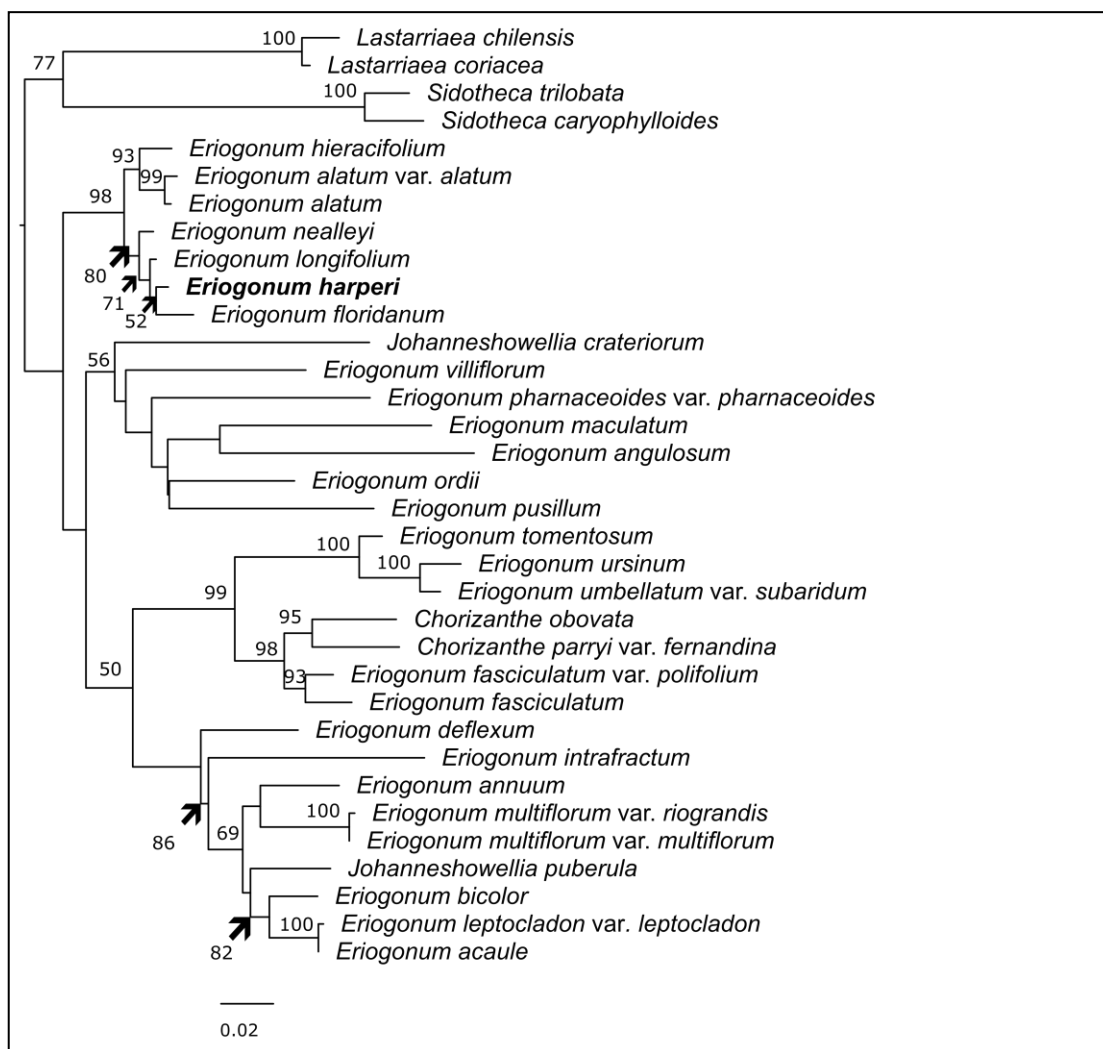 100 Lastarriaea chilensis
77 Lastarriaea coriacea
100 Sidotheca trilobata
Sidotheca caryophylloides
93 Eriogonum hieracifolium
99 Eriogonum alatum var. alatum
98 Eriogonum alatum
Eriogonum nealleyi
80 Eriogonum longifolium
71 Eriogonum harperi
52 Eriogonum floridanum
Johanneshowellia crateriorum
56 Eriogonum villiflorum
Eriogonum pharnaceoides var. pharnaceoides
Eriogonum maculatum
Eriogonum angulosum
Eriogonum ordii
Eriogonum pusillum
100 Eriogonum tomentosum
100 Eriogonum ursinum
99 Eriogonum umbellatum var. subaridum
95 Chorizanthe obovata
98 Chorizanthe parryi var. fernandina
50 93 Eriogonum fasciculatum var. polifolium
Eriogonum fasciculatum
Eriogonum deflexum
Eriogonum intrafractum
Eriogonum annuum
100 Eriogonum multiflorum var. riograndis
86 69 Eriogonum multiflorum var. multiflorum
Johanneshowellia puberula
Eriogonum bicolor
100 Eriogonum leptocladon var. leptocladon
82 Eriogonum acaule
0.02